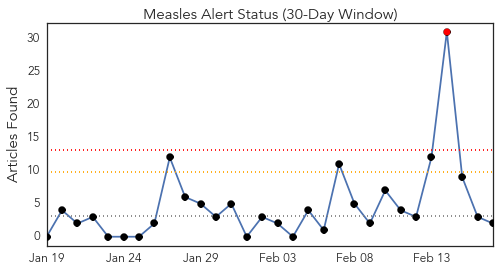 Measles Alert Status (30-Day Window)
Articles Found
30
25
20
15
10
5
0
Jan 19 Jan 24 Jan 29 Feb 03 Feb 08 Feb 13